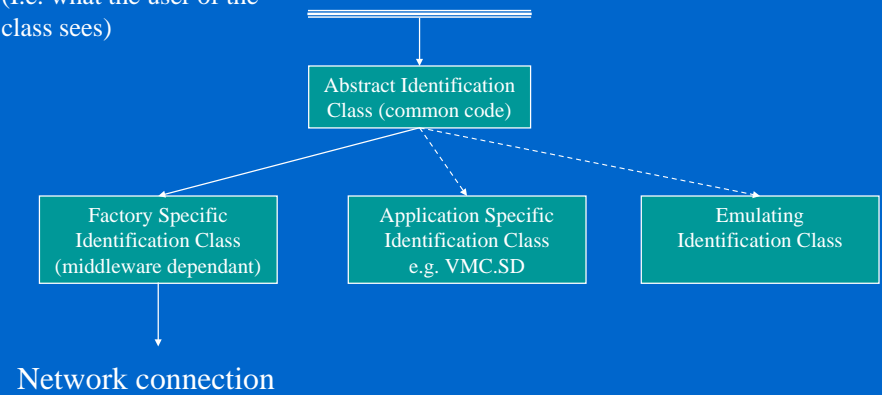 (I.e. what the user of the
class sees)
Abstract Identification
Class (common code)
Factory Specific
Identification Class
(middleware dependant)
Application Specific
Identification Class
e.g. VMC.SD
Emulating
Identification Class
Network connection